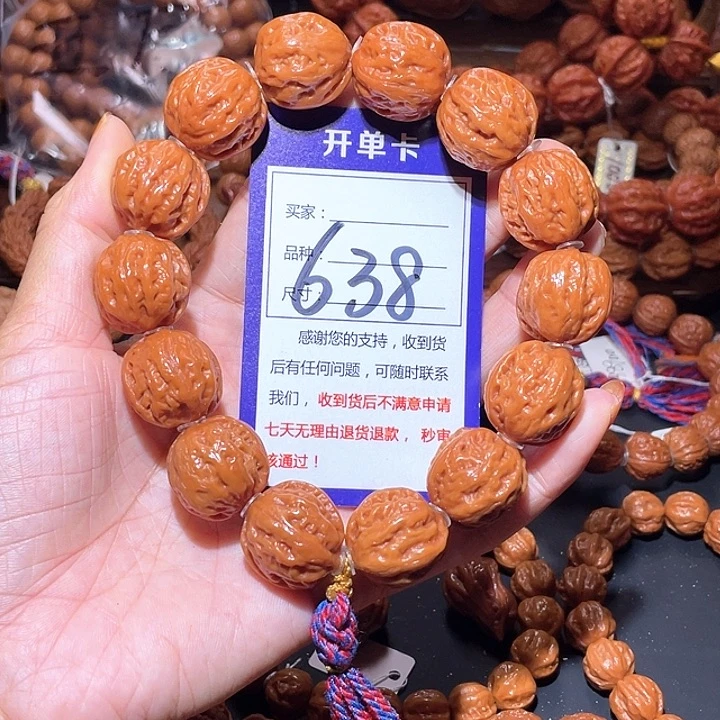 开单卡
买家：
品种：
638
尺寸：
感谢您的支持，收到货
后有任何问题，可随时联系
我们，收到货后不满意申请
七天无理由退货退款，秒审
核通过！